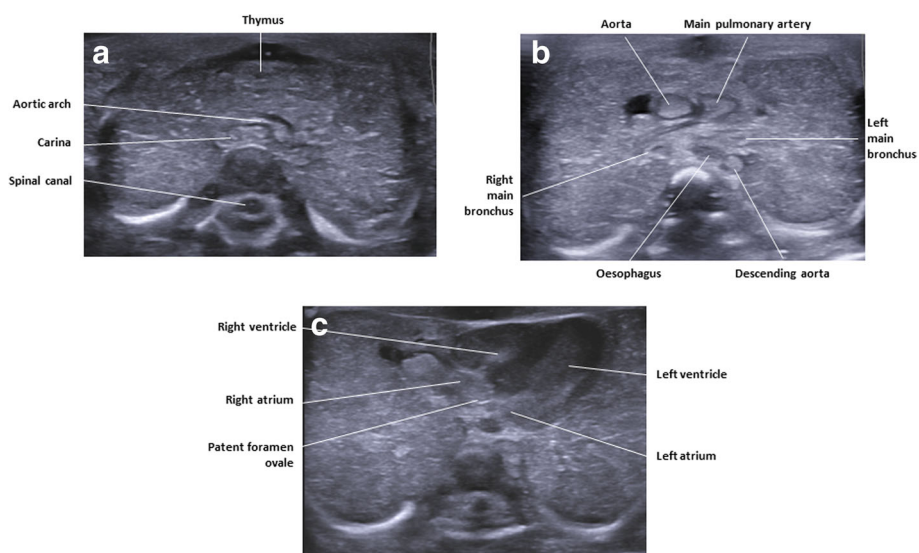 Thymus
a
Aortic arch
Carina
Spinal canal
Aorta
Main pulmonary artery
b
Left
main
bronchus
Right
main
bronchus
Oesophagus
Descending aorta
Right ventricle
c
Left ventricle
Right atrium
Patent foramen
ovale
Left atrium